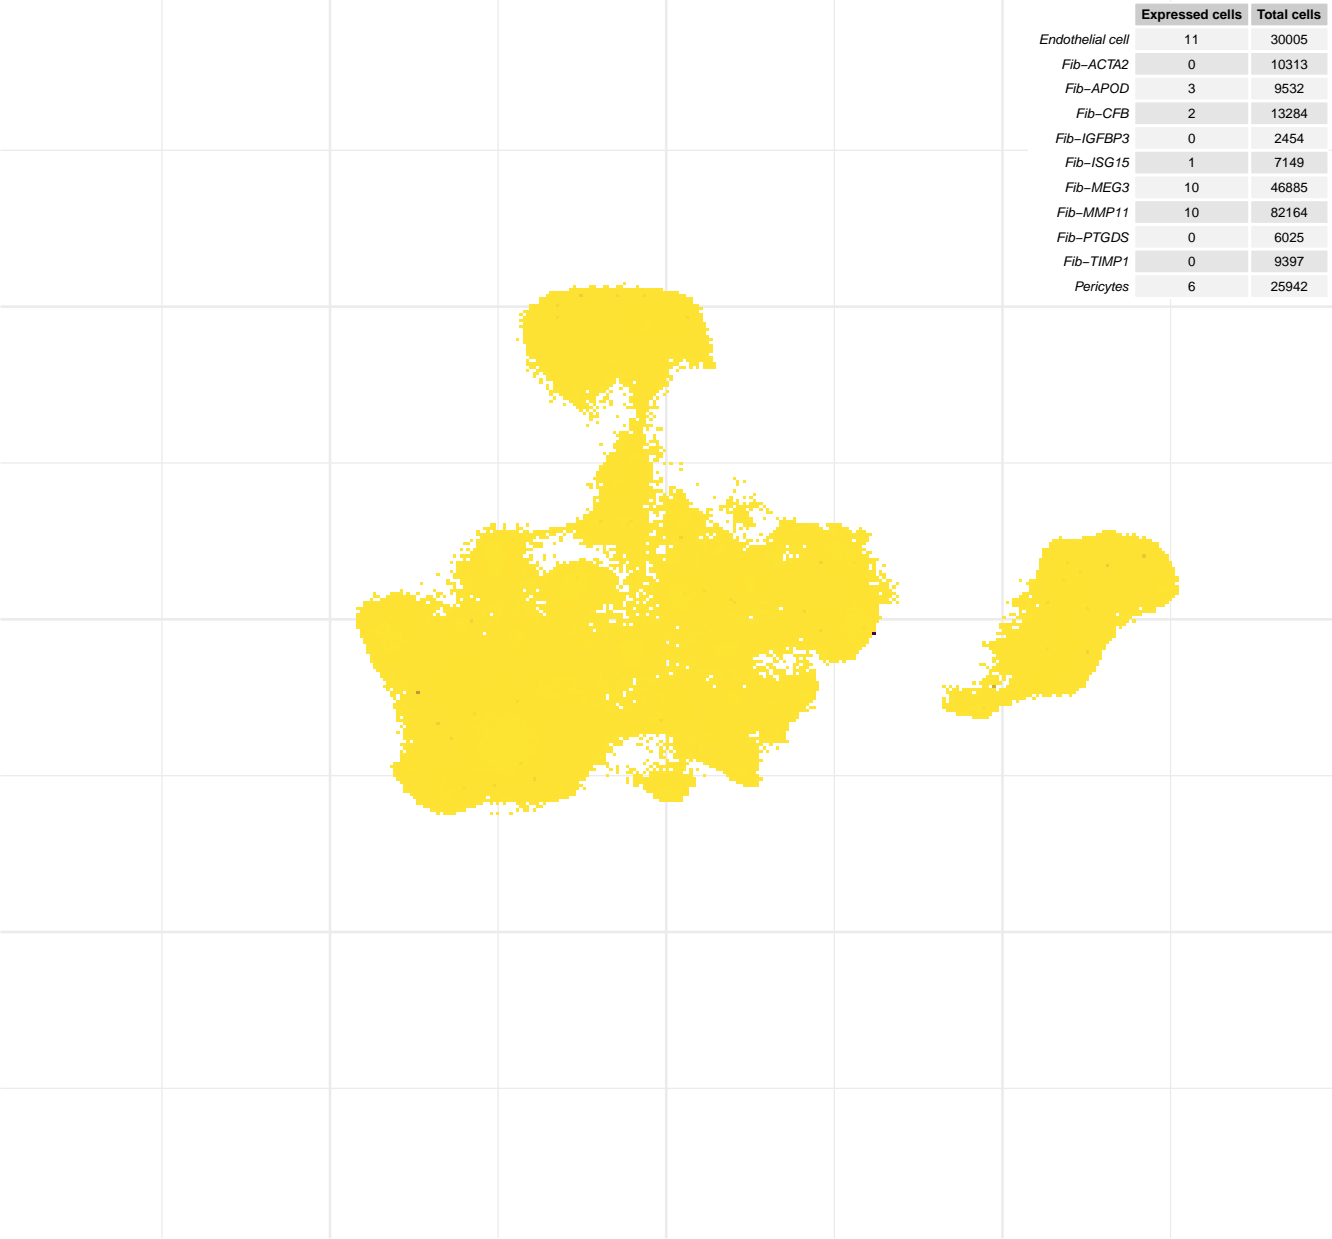 Expressed cells Total cells
Endothelial cell 11 30005
Fib−ACTA2 0 10313
Fib−APOD 3 9532
Fib−CFB 2 13284
Fib−IGFBP3 0 2454
Fib−ISG15 1 7149
Fib−MEG3 10 46885
Fib−MMP11 10 82164
Fib−PTGDS 0 6025
Fib−TIMP1 0 9397
Pericytes 6 25942